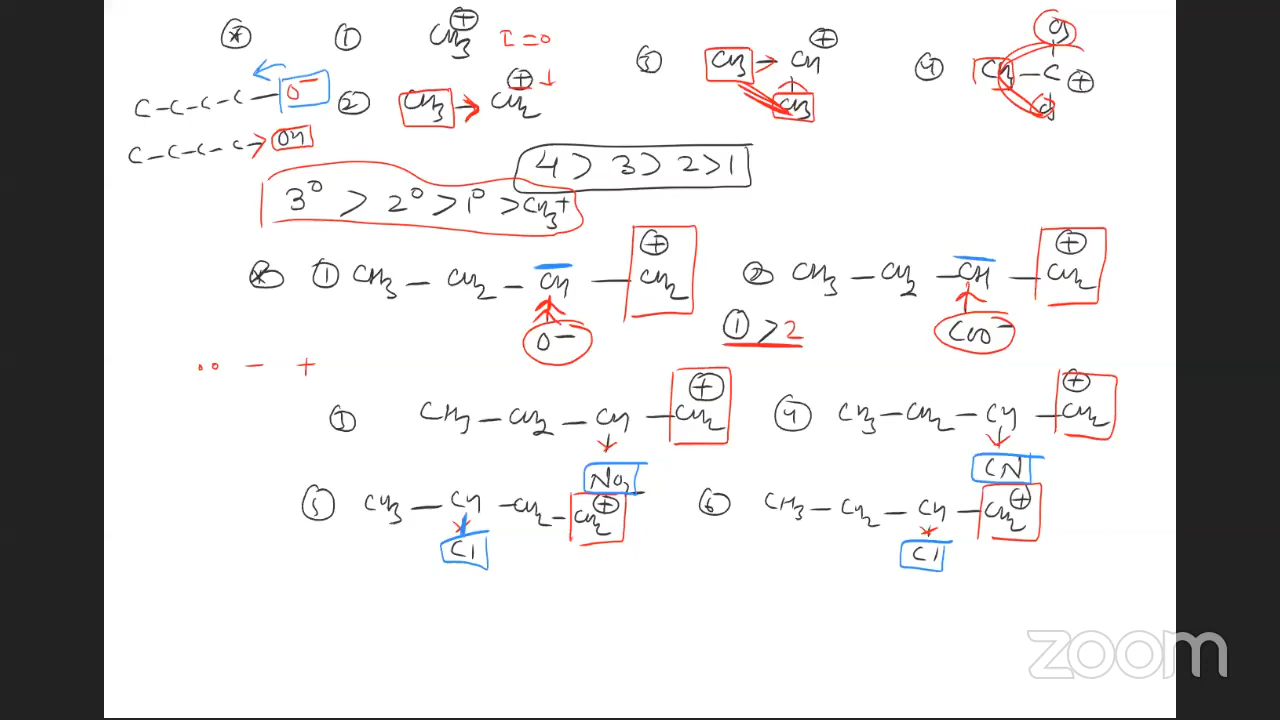 * ① CH3 ⊕ I = 0
C-C-C-C-O⁻ ② CH3 → CH2 ⊕ ↓ ③ CH3 → CH ⊕ CH3 ④ CH3 - C ⊕
C-C-C-C → OH
4 > 3 > 2 > 1
3° > 2° > 1° > CH3+
* ① CH3 - CH2 - CH - CH2 ⊕ ② CH3 - CH2 - CH - CH2 ⊕
O⁻ ① > 2 COO⁻
•• − +
③ CH3 - CH2 - CH - CH2 ⊕ ④ CH3 - CH2 - CH - CH2 ⊕
NO2 CN
⑤ CH3 - CH - CH2 - CH2 ⊕ ⑥ CH3 - CH2 - CH - CH2 ⊕
Cl Cl
zoom